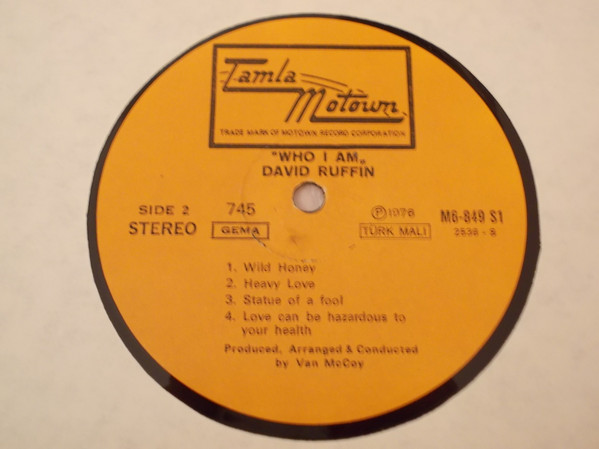 Tamla
Motown
TRADE MARK OF MOTOWN RECORD CORPORATION
"WHO I AM„
DAVID RUFFIN
SIDE 2
745
STEREO
GEMA
Ⓟ1976
M6-849 S1
TÜRK MALI
2536 - S
1. Wild Honey
2. Heavy Love
3. Statue of a fool
4. Love can be hazardous to
your health
Produced, Arranged & Conducted
by Van McCoy